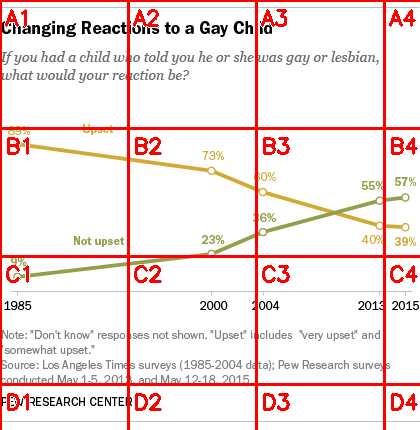 Changing Reactions to a Gay Child
If you had a child who told you he or she was gay or lesbian,
what would your reaction be?
89% Upset
73%
60%
55% 57%
36%
40% 39%
Not upset 23%
9%
1985 2000 2004 2013 2015
Note: "Don't know" responses not shown. "Upset" includes "very upset" and
"somewhat upset."
Source: Los Angeles Times surveys (1985-2004 data); Pew Research surveys
conducted May 1-5, 2013, and May 12-18, 2015
PEW RESEARCH CENTER
A1 A2 A3 A4
B1 B2 B3 B4
C1 C2 C3 C4
D1 D2 D3 D4